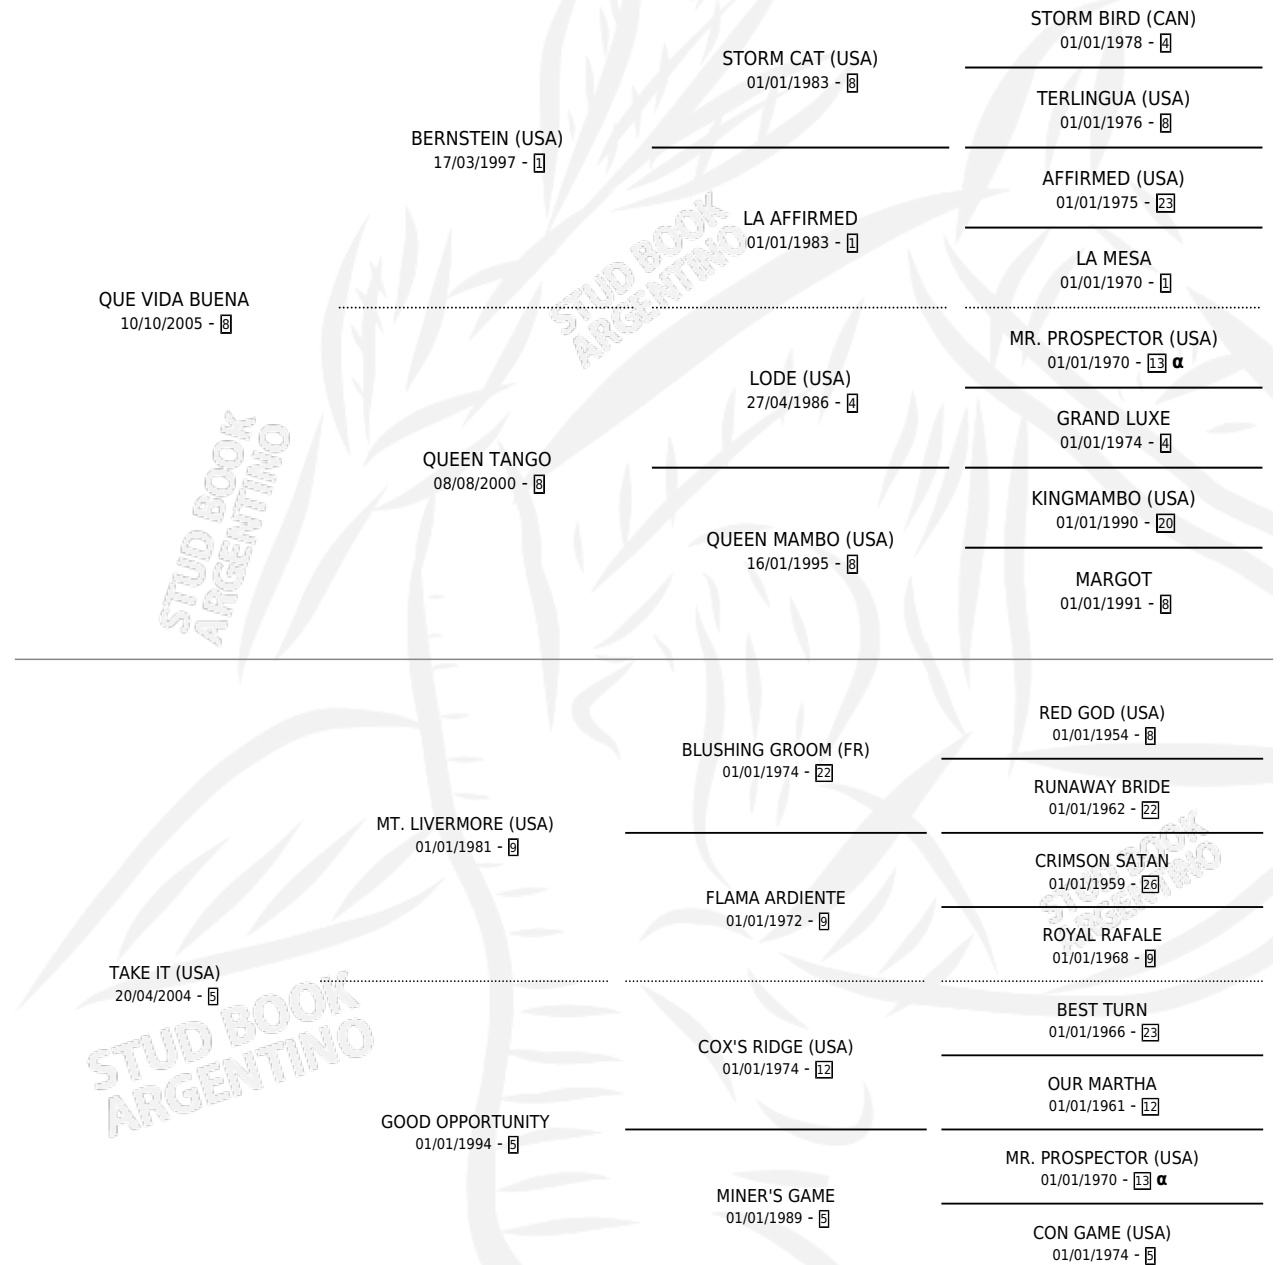 STORM BIRD (CAN)
01/01/1978 - 4
STORM CAT (USA)
01/01/1983 - 8
TERLINGUA (USA)
01/01/1976 - 8
BERNSTEIN (USA)
17/03/1997 - 1
AFFIRMED (USA)
01/01/1975 - 23
LA AFFIRMED
01/01/1983 - 1
LA MESA
01/01/1970 - 1
QUE VIDA BUENA
10/10/2005 - 8
MR. PROSPECTOR (USA)
01/01/1970 - 13 α
LODE (USA)
27/04/1986 - 4
GRAND LUXE
01/01/1974 - 4
QUEEN TANGO
08/08/2000 - 8
KINGMAMBO (USA)
01/01/1990 - 20
QUEEN MAMBO (USA)
16/01/1995 - 8
MARGOT
01/01/1991 - 8
STUD BOOK
ARGENTINO
STUD BOOK
ARGENTINO
RED GOD (USA)
01/01/1954 - 8
BLUSHING GROOM (FR)
01/01/1974 - 22
RUNAWAY BRIDE
01/01/1962 - 22
MT. LIVERMORE (USA)
01/01/1981 - 9
CRIMSON SATAN
01/01/1959 - 26
FLAMA ARDIENTE
01/01/1972 - 9
ROYAL RAFALE
01/01/1968 - 9
TAKE IT (USA)
20/04/2004 - 5
BEST TURN
01/01/1966 - 23
COX'S RIDGE (USA)
01/01/1974 - 12
OUR MARTHA
01/01/1961 - 12
GOOD OPPORTUNITY
01/01/1994 - 5
MR. PROSPECTOR (USA)
01/01/1970 - 13 α
MINER'S GAME
01/01/1989 - 5
CON GAME (USA)
01/01/1974 - 5
STUD BOOK
ARGENTINO
STUD BOOK
ARGENTINO